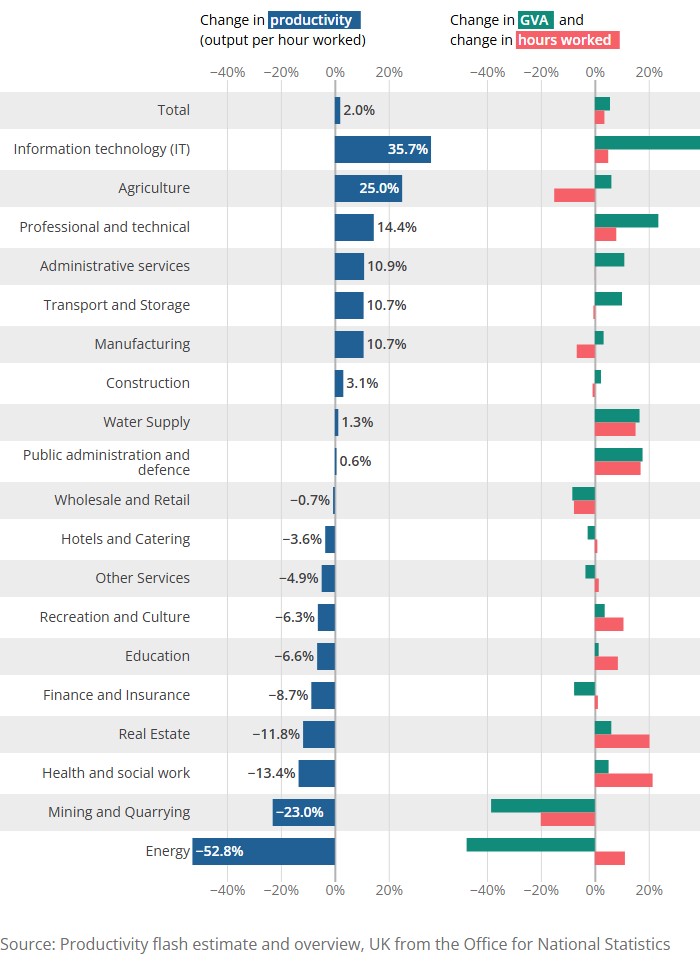 Change in productivity
(output per hour worked)
Change in GVA and
change in hours worked
−40% −20% 0% 20%
−40% −20% 0% 20%
Total 2.0%
Information technology (IT) 35.7%
Agriculture 25.0%
Professional and technical 14.4%
Administrative services 10.9%
Transport and Storage 10.7%
Manufacturing 10.7%
Construction 3.1%
Water Supply 1.3%
Public administration and
defence 0.6%
Wholesale and Retail −0.7%
Hotels and Catering −3.6%
Other Services −4.9%
Recreation and Culture −6.3%
Education −6.6%
Finance and Insurance −8.7%
Real Estate −11.8%
Health and social work −13.4%
Mining and Quarrying −23.0%
Energy −52.8%
−40% −20% 0% 20%
−40% −20% 0% 20%
Source: Productivity flash estimate and overview, UK from the Office for National Statistics